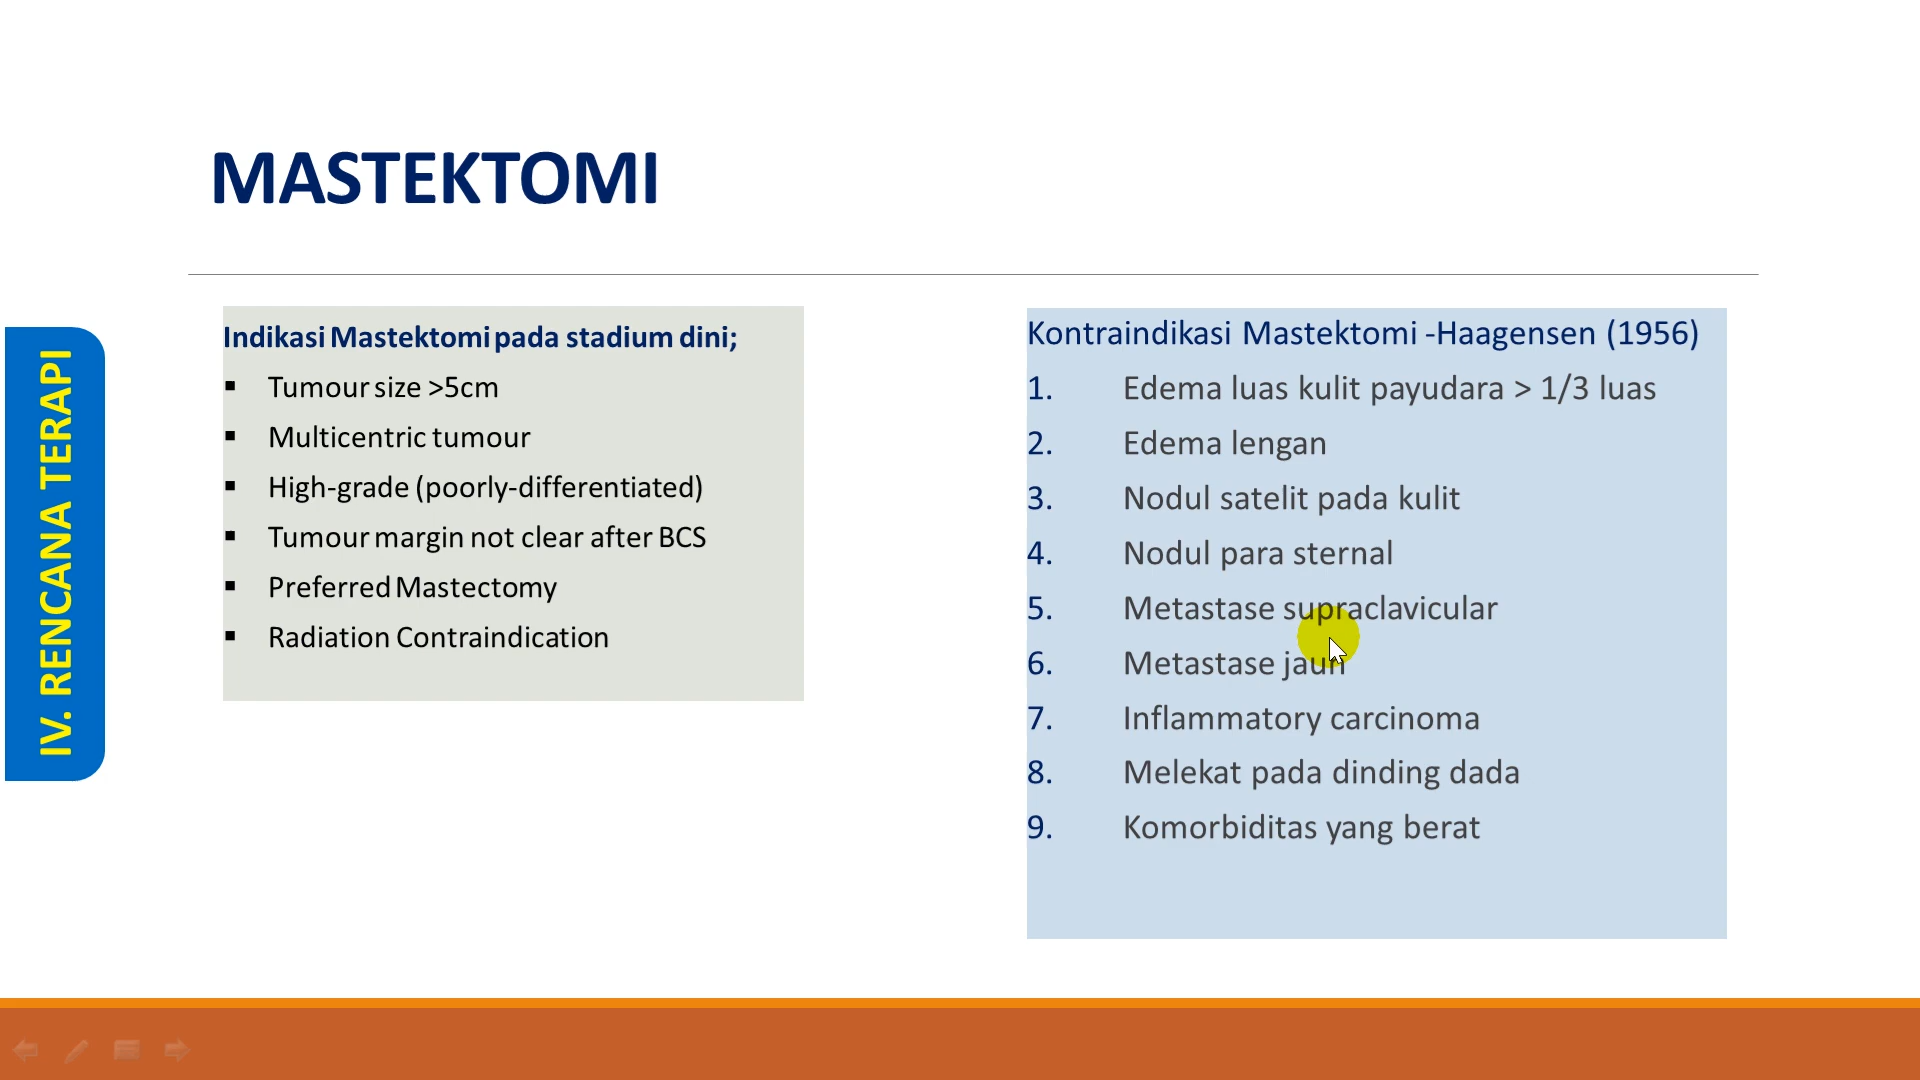 MASTEKTOMI
IV. RENCANA TERAPI
Indikasi Mastektomi pada stadium dini;
▪ Tumour size >5cm
▪ Multicentric tumour
▪ High-grade (poorly-differentiated)
▪ Tumour margin not clear after BCS
▪ Preferred Mastectomy
▪ Radiation Contraindication
Kontraindikasi Mastektomi -Haagensen (1956)
1. Edema luas kulit payudara > 1/3 luas
2. Edema lengan
3. Nodul satelit pada kulit
4. Nodul para sternal
5. Metastase supraclavicular
6. Metastase jauh
7. Inflammatory carcinoma
8. Melekat pada dinding dada
9. Komorbiditas yang berat